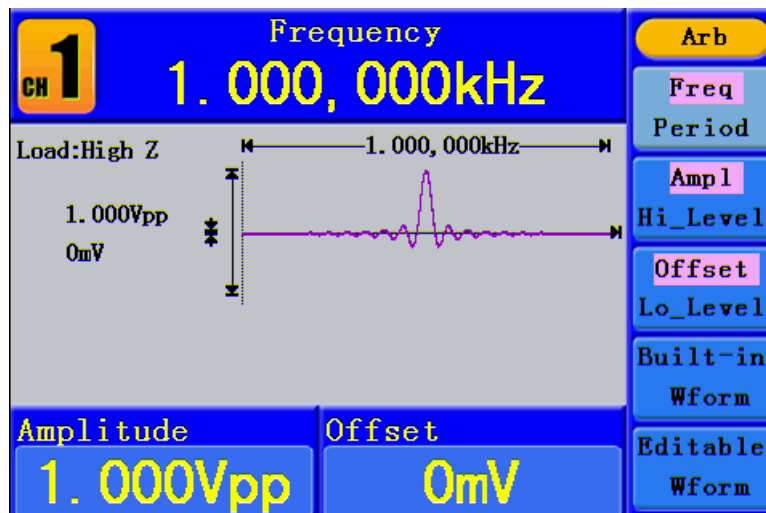 CH 1
Frequency
1.000,000kHz
Load:High Z
1.000,000kHz
1.000Vpp
0mV
Amplitude
1.000Vpp
Offset
0mV
Arb
Freq
Period
Ampl
Hi_Level
Offset
Lo_Level
Built-in
Wform
Editable
Wform